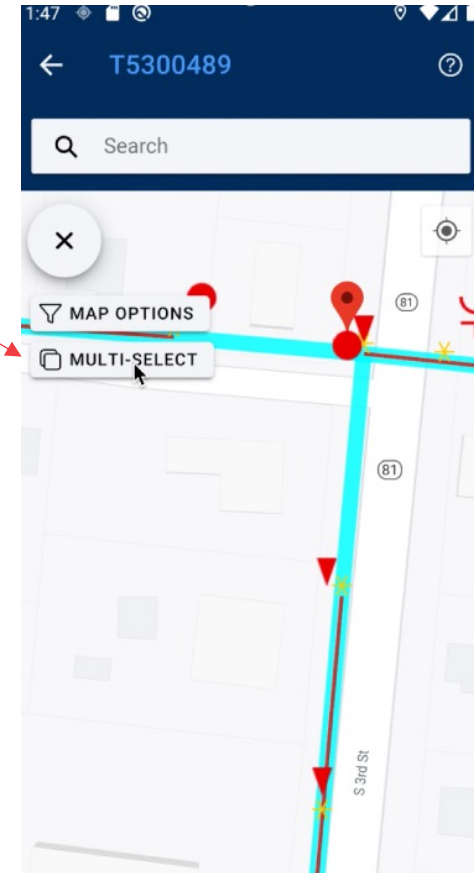 1:47
T5300489
Search
MAP OPTIONS
81
MULTI-SELECT
81
S 3rd St